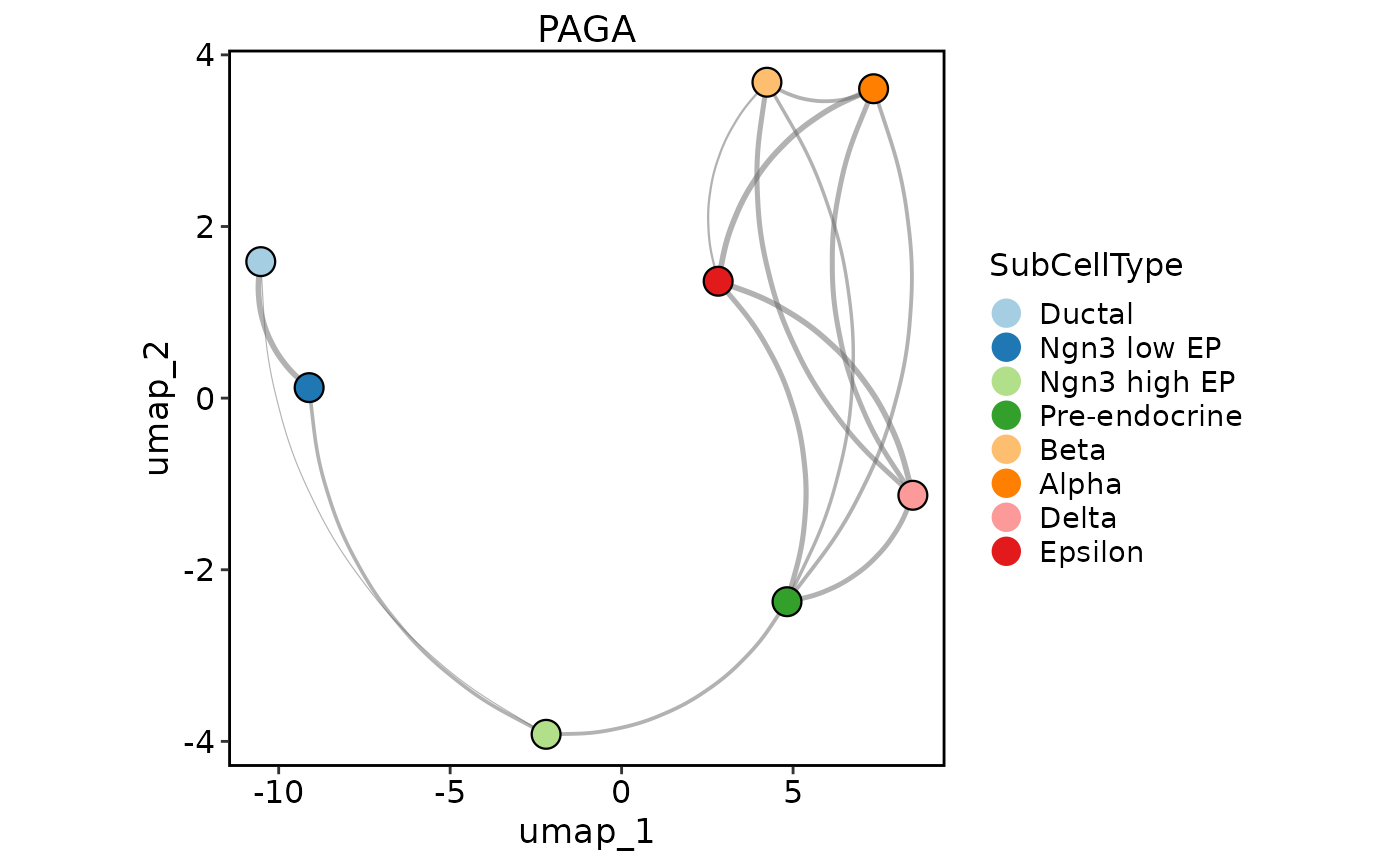 PAGA
4
2
0
-2
-4
umap_2
-10
-5
0
5
umap_1
SubCellType
Ductal
Ngn3 low EP
Ngn3 high EP
Pre-endocrine
Beta
Alpha
Delta
Epsilon